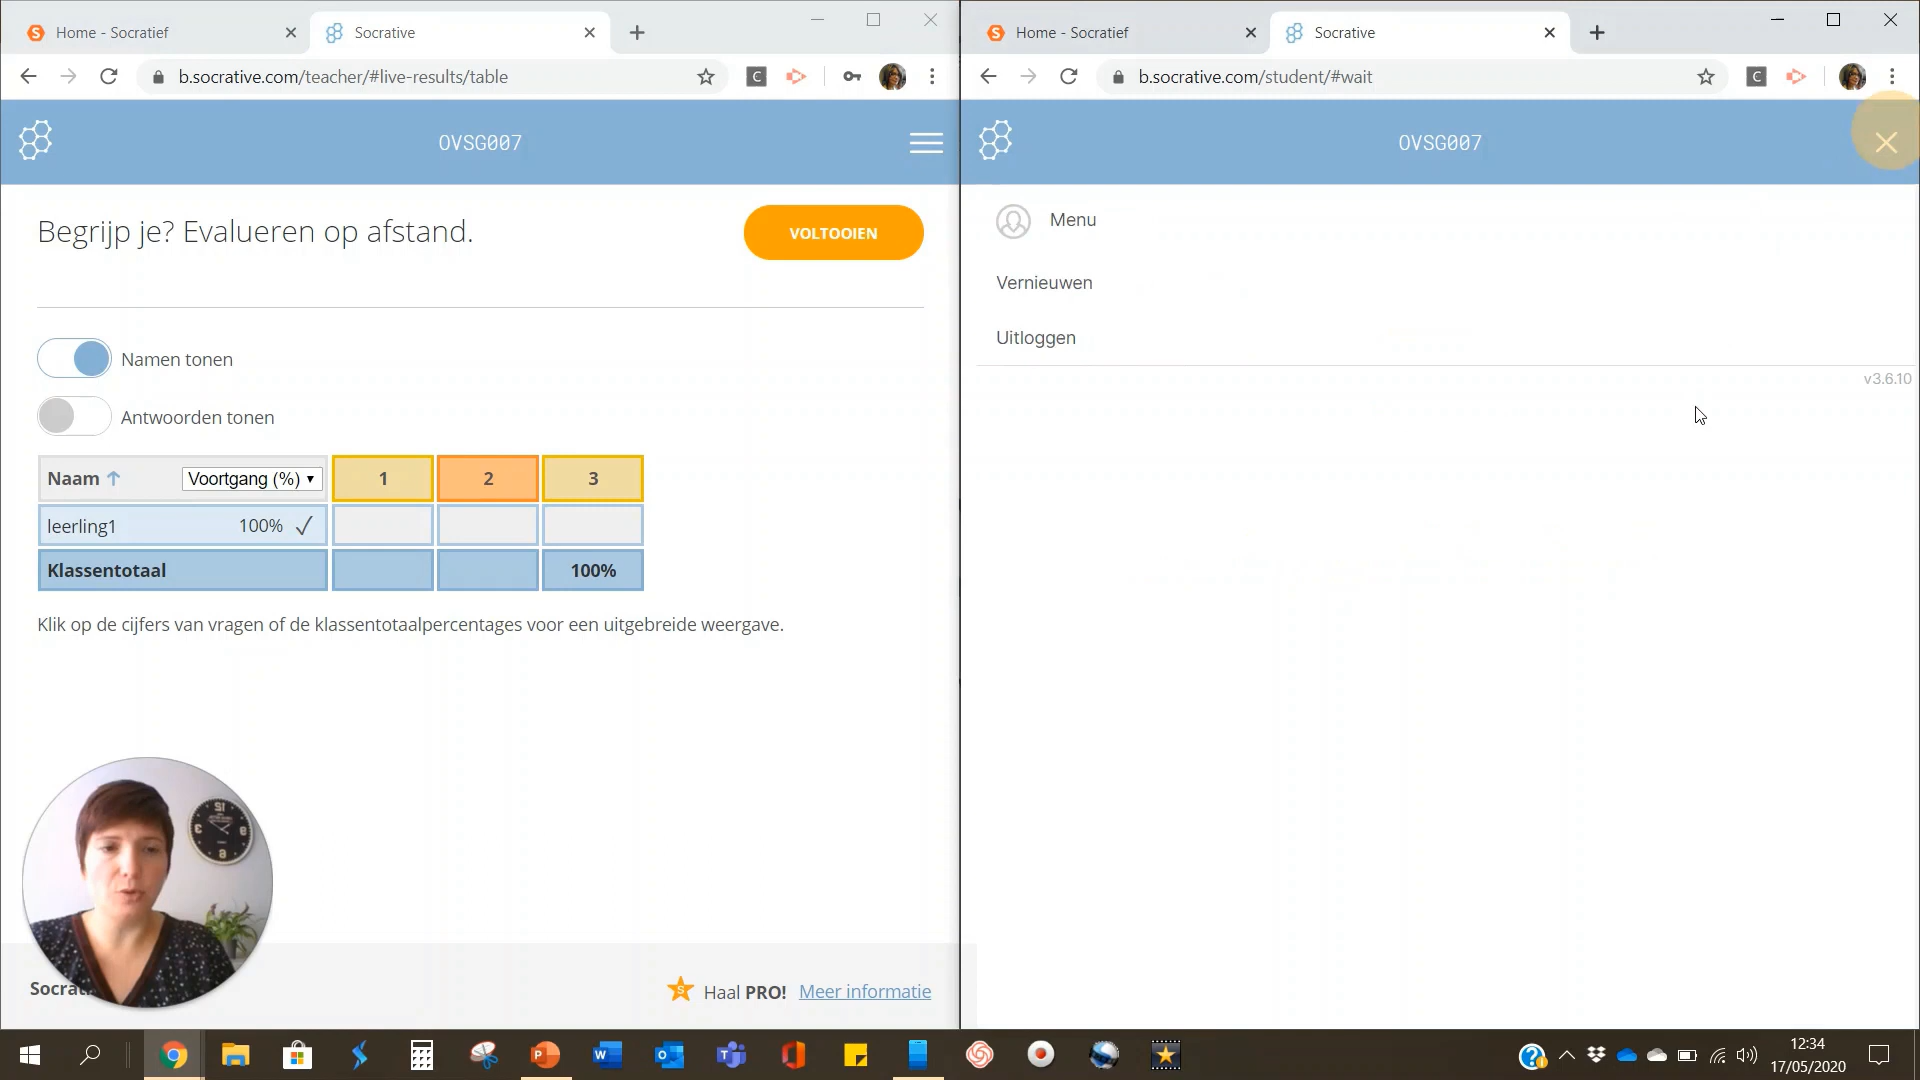 Home - Socratief
Socrative
b.socrative.com/teacher/#live-results/table
OVSG007
Begrijp je? Evalueren op afstand.
VOLTOOIEN
Namen tonen
Antwoorden tonen
Naam Voortgang (%) 1 2 3
leerling1 100%
Klassentotaal 100%
Klik op de cijfers van vragen of de klassentotaalpercentages voor een uitgebreide weergave.
Haal PRO! Meer informatie
Home - Socratief
Socrative
b.socrative.com/student/#wait
OVSG007
Menu
Vernieuwen
Uitloggen
v3.6.10
12:34
17/05/2020